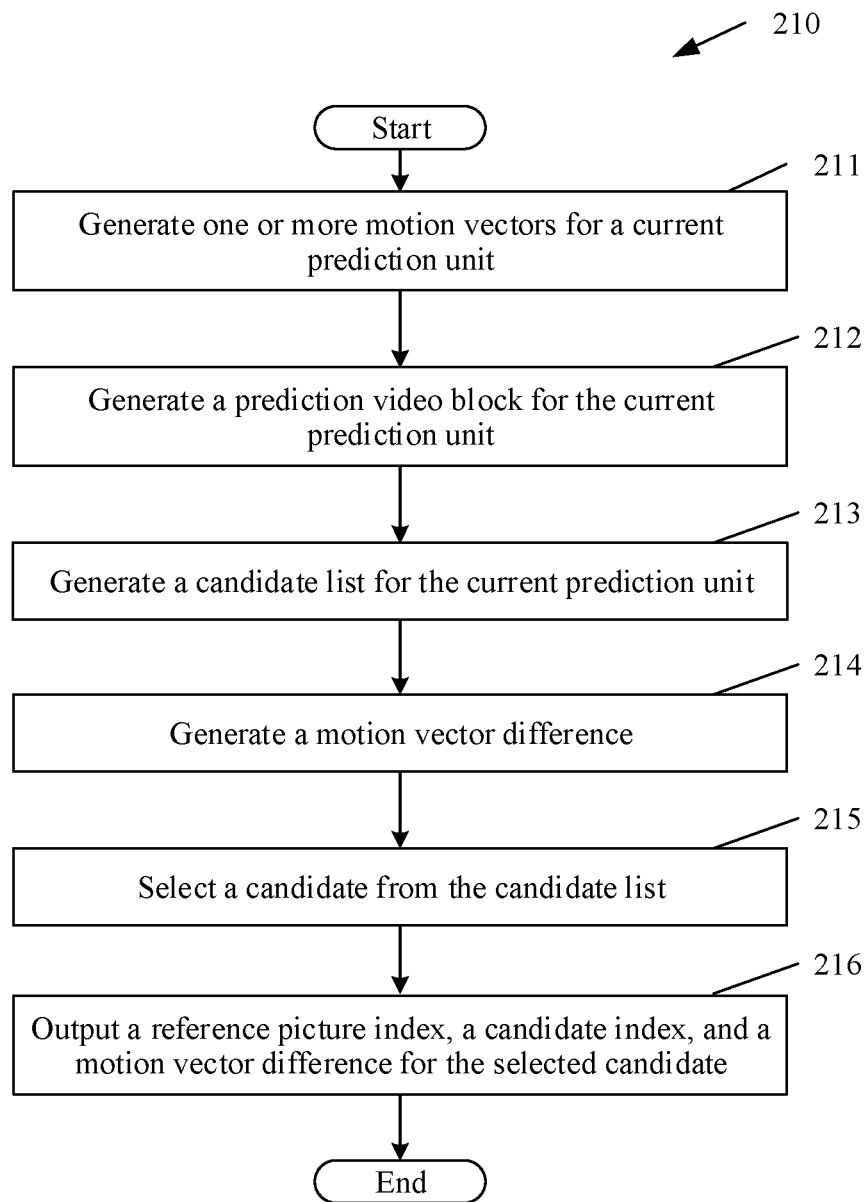 210
Start
211
Generate one or more motion vectors for a current
prediction unit
212
Generate a prediction video block for the current
prediction unit
213
Generate a candidate list for the current prediction unit
214
Generate a motion vector difference
215
Select a candidate from the candidate list
216
Output a reference picture index, a candidate index, and a
motion vector difference for the selected candidate
End